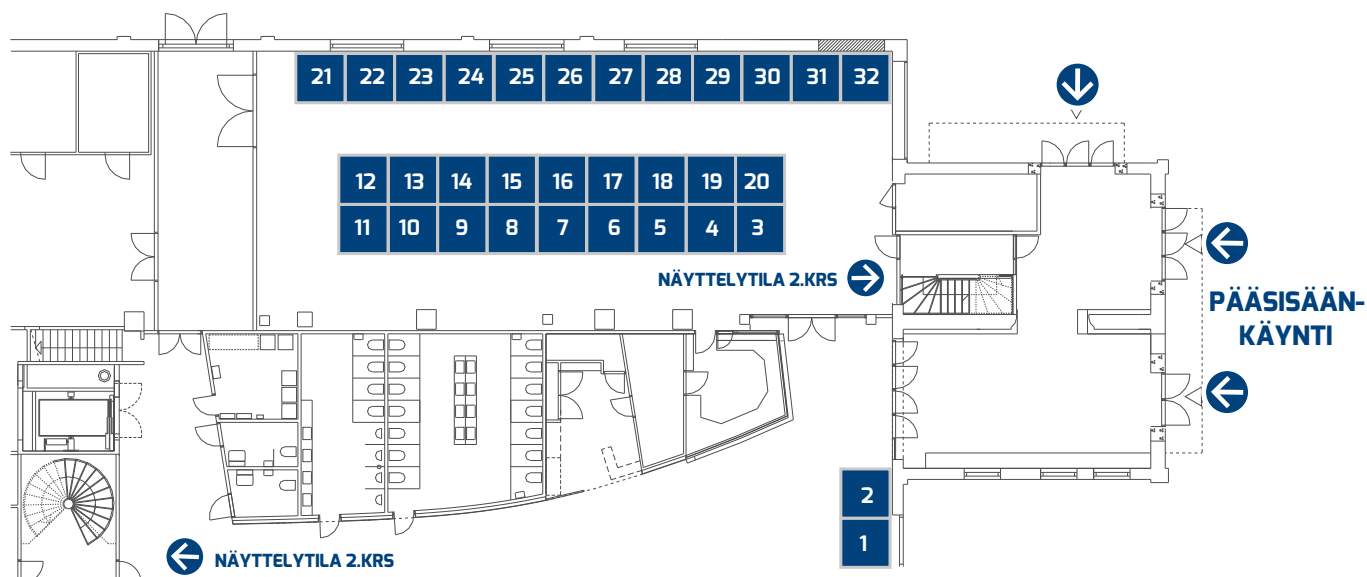 21 22 23 24 25 26 27 28 29 30 31 32
12 13 14 15 16 17 18 19 20
11 10 9 8 7 6 5 4 3
NÄYTTELYTILA 2.KRS
PÄÄSISÄÄN-
KÄYNTI
2
1
NÄYTTELYTILA 2.KRS